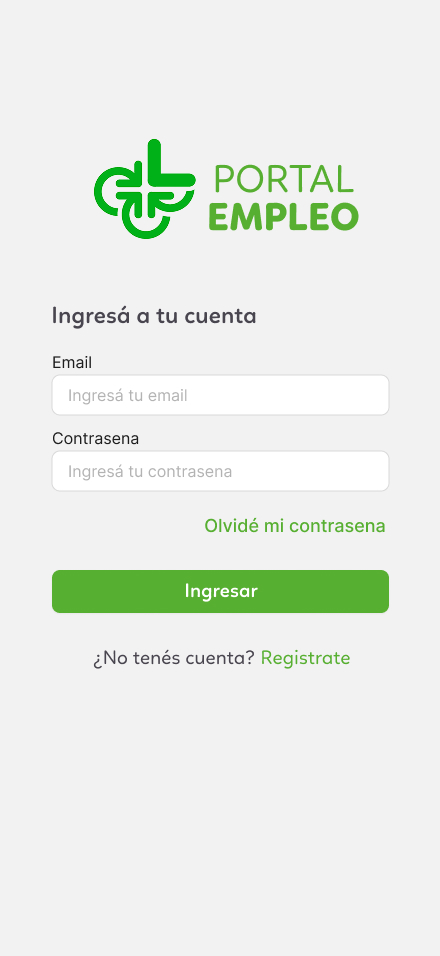 PORTAL
EMPLEO
Ingresá a tu cuenta
Email
Ingresá tu email
Contrasena
Ingresá tu contrasena
Olvidé mi contrasena
Ingresar
¿No tenés cuenta? Registrate